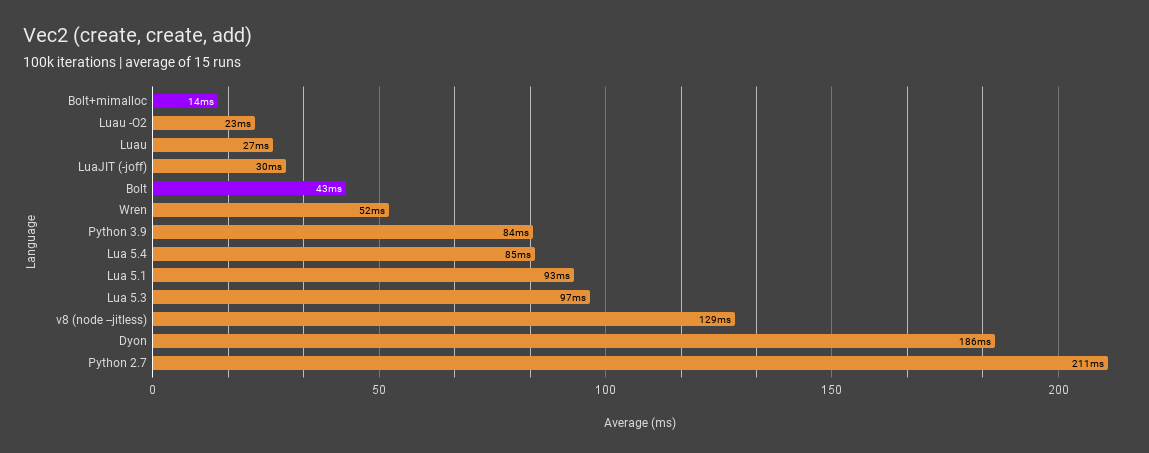 Vec2 (create, create, add)
100k iterations | average of 15 runs
Language
Bolt+mimalloc 14ms
Luau -O2 23ms
Luau 27ms
LuaJIT (-joff) 30ms
Bolt 43ms
Wren 52ms
Python 3.9 84ms
Lua 5.4 85ms
Lua 5.1 93ms
Lua 5.3 97ms
v8 (node --jitless) 129ms
Dyon 186ms
Python 2.7 211ms
0 50 100 150 200
Average (ms)